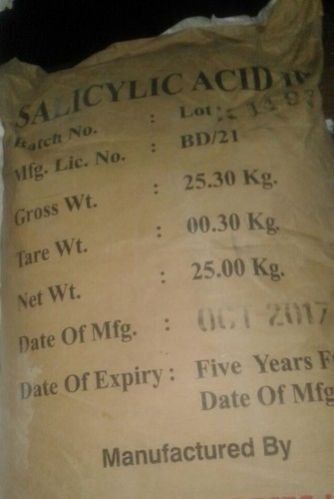 SALICYLIC ACID IP
Batch No. : Lot:
Mfg. Lic. No. : BD/21
Gross Wt. : 25.30 Kg.
Tare Wt. : 00.30 Kg.
Net Wt. : 25.00 Kg.
Date Of Mfg. : OCT 2017
Date Of Expiry : Five Years
Date Of Mfg
Manufactured By